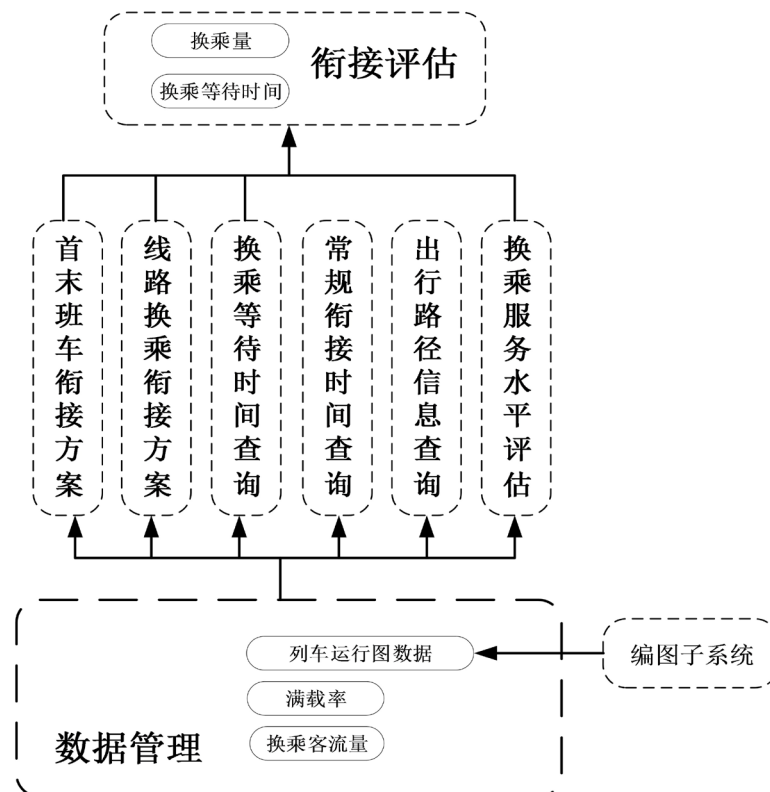 换乘量
衔接评估
换乘等待时间
首末班车衔接方案
线路换乘衔接方案
换乘等待时间查询
常规衔接时间查询
出行路径信息查询
换乘服务水平评估
列车运行图数据
编图子系统
满载率
数据管理
换乘客流量